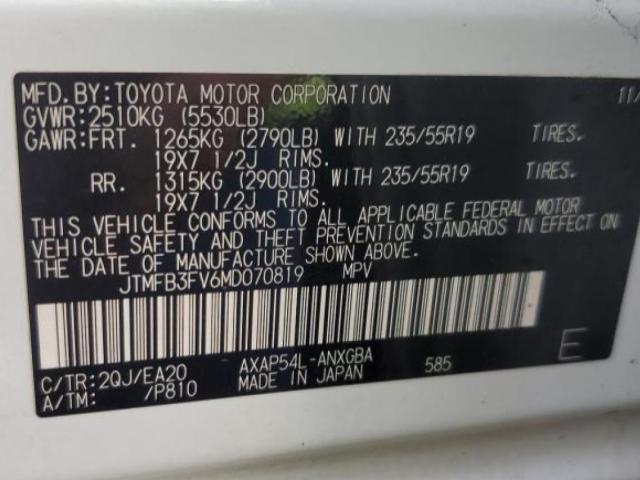 MFD.BY:TOYOTA MOTOR CORPORATION 11/
GVWR:2510KG (5530LB)
GAWR:FRT. 1265KG (2790LB) WITH 235/55R19 TIRES.
19X7 1/2J RIMS.
RR. 1315KG (2900LB) WITH 235/55R19 TIRES.
19X7 1/2J RIMS.
THIS VEHICLE CONFORMS TO ALL APPLICABLE FEDERAL MOTOR
VEHICLE SAFETY AND THEFT PREVENTION STANDARDS IN EFFECT ON
THE DATE OF MANUFACTURE SHOWN ABOVE.
JTMFB3FV6MD070819 MPV
C/TR:2QJ/EA20 AXAP54L-ANXGBA 585 E
A/TM: /P810 MADE IN JAPAN